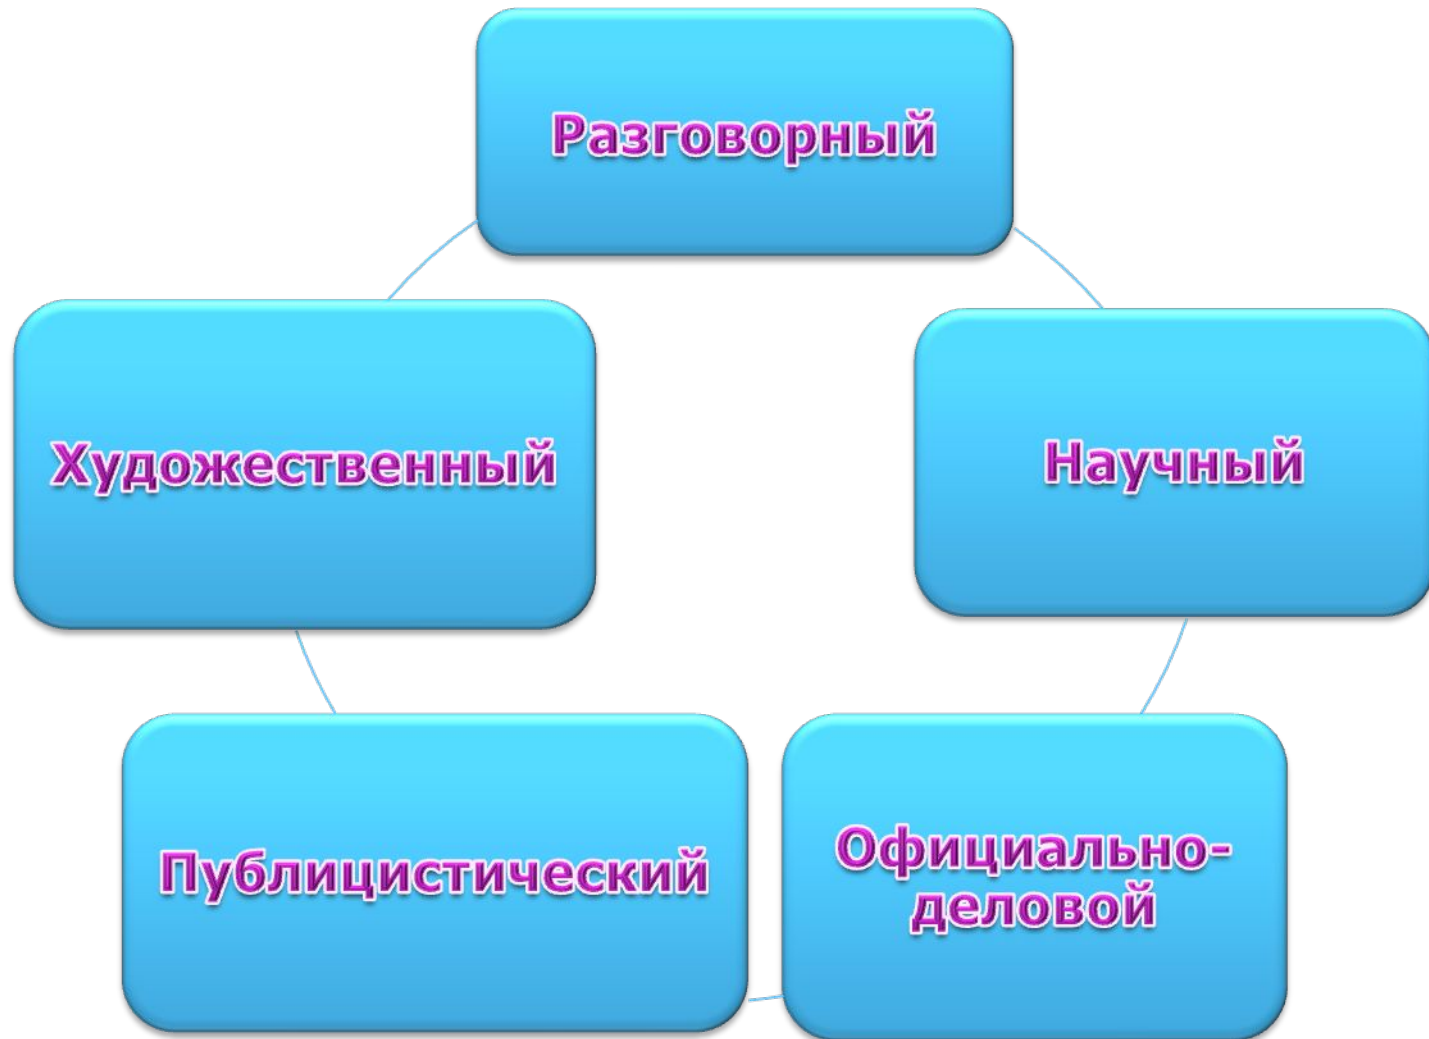 Разговорный
Художественный
Научный
Публицистический
Официально-
деловой